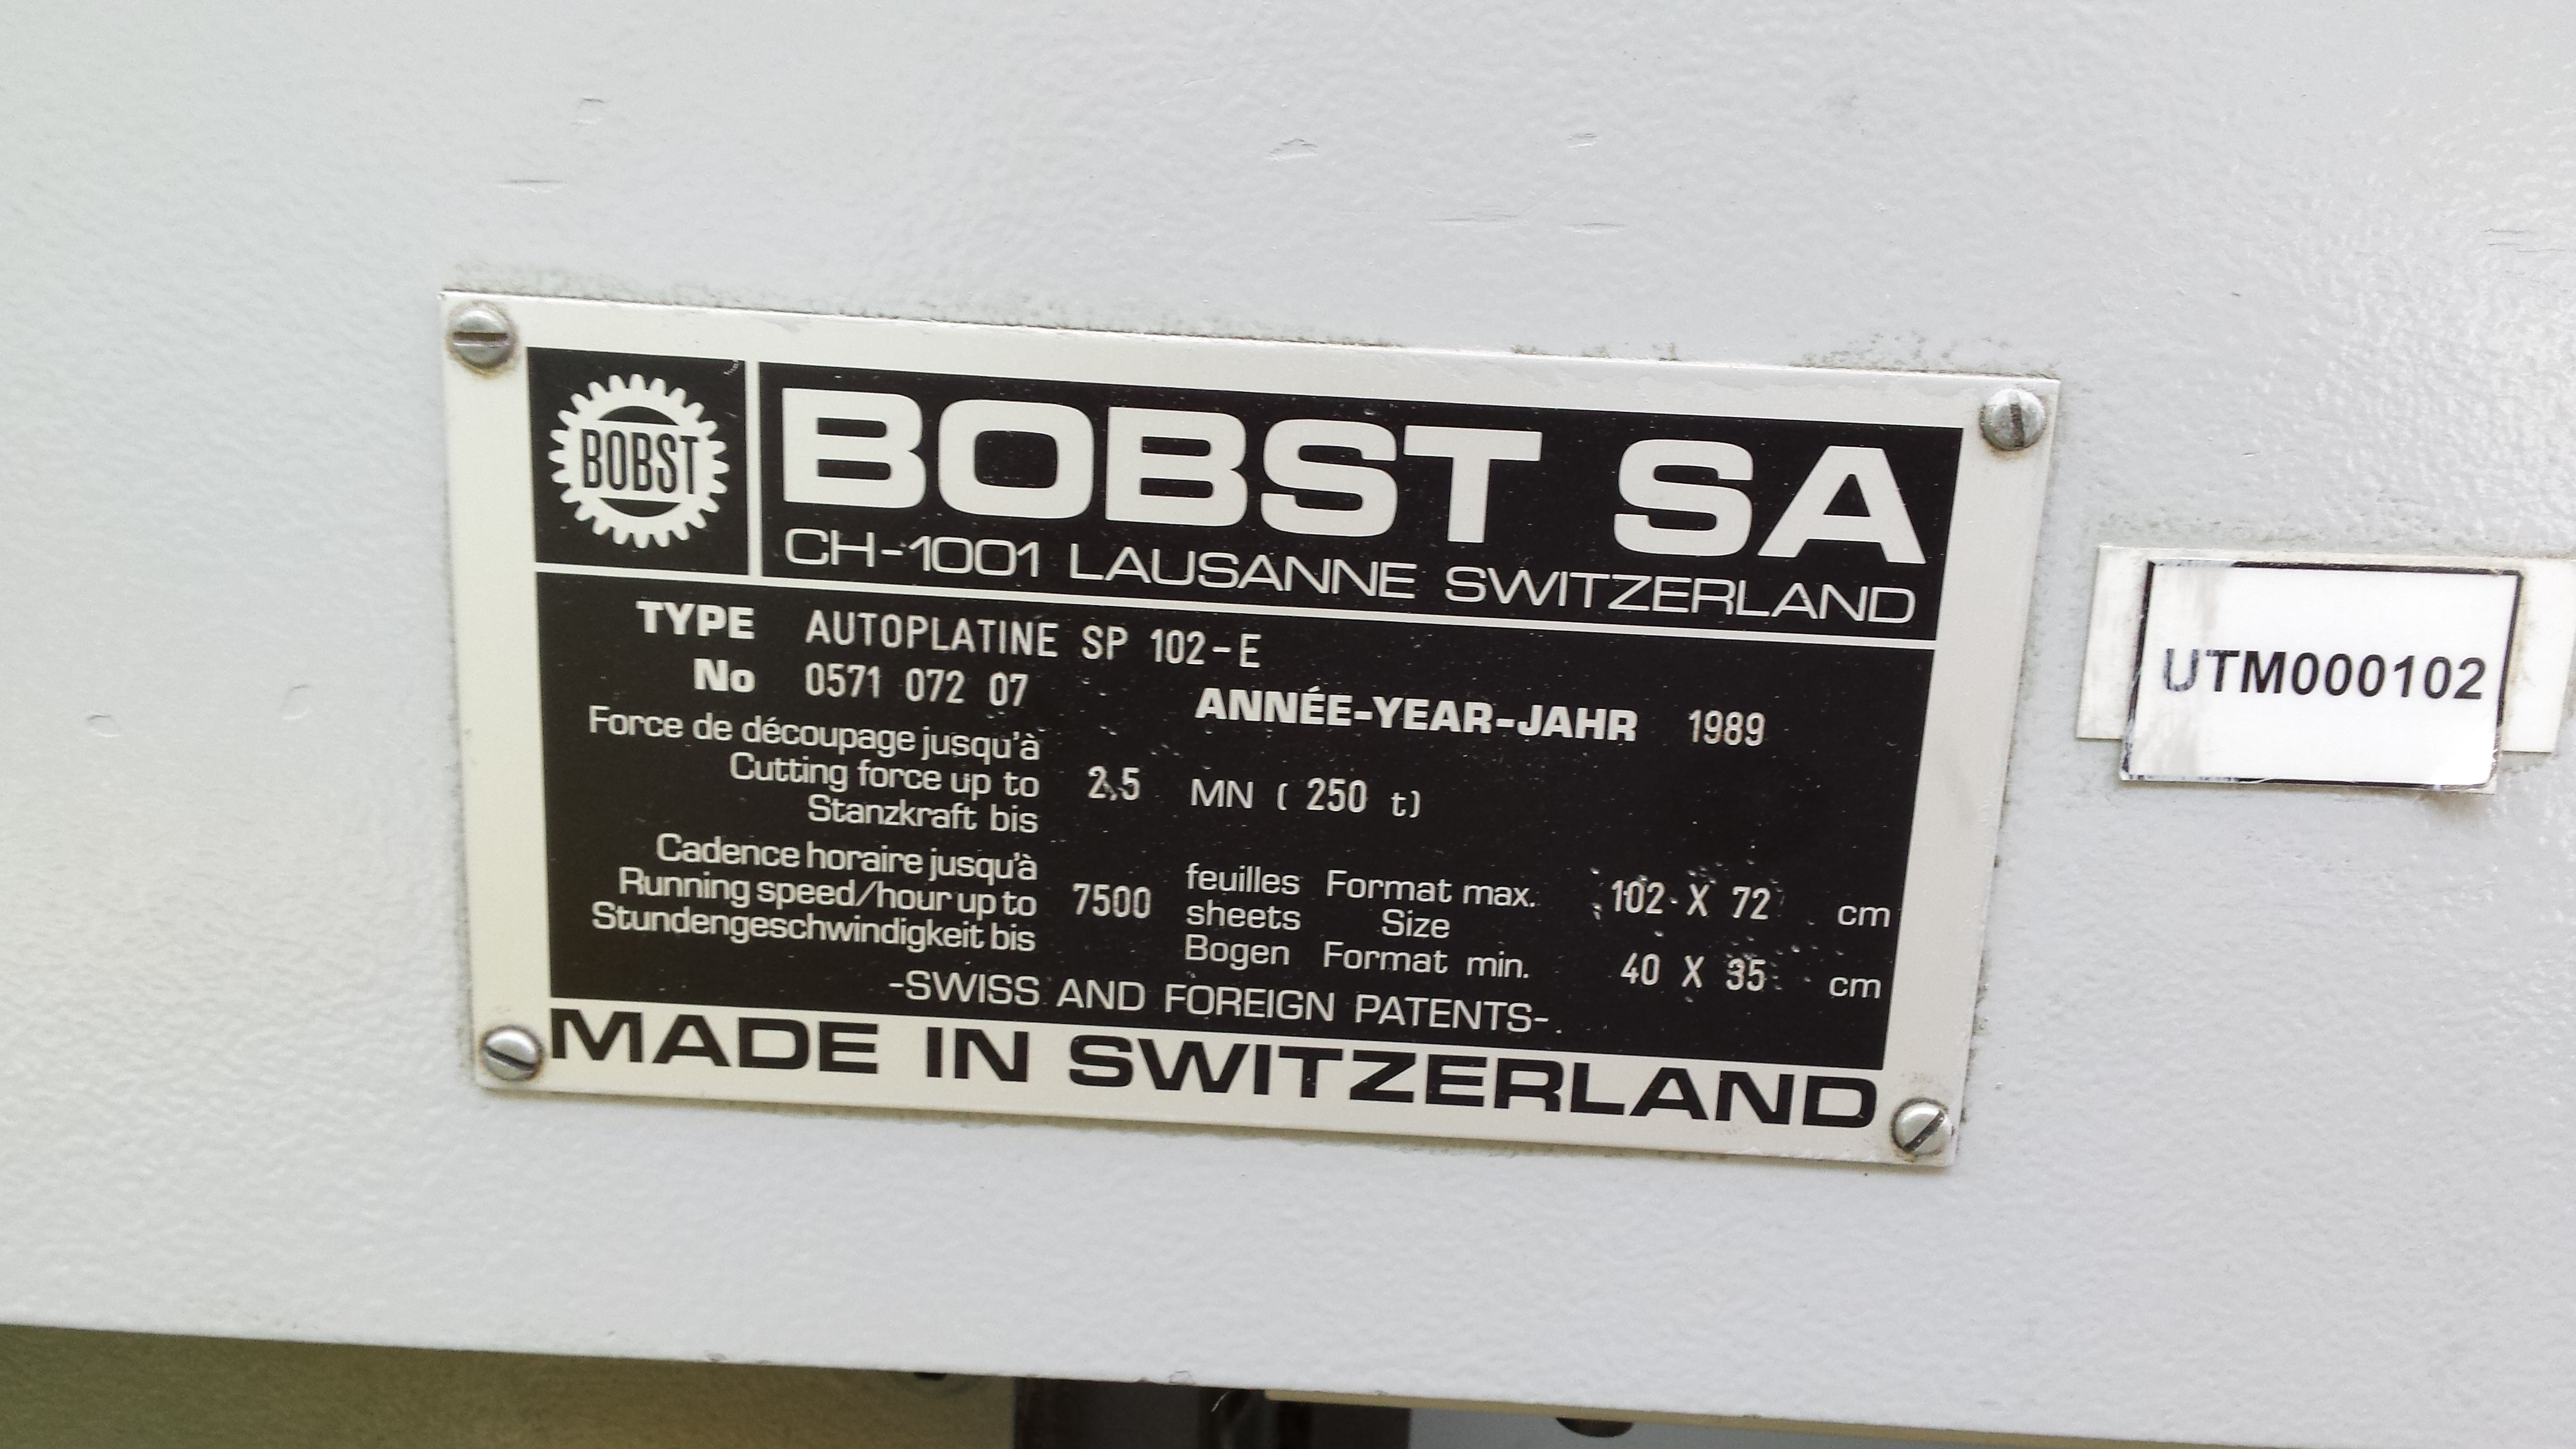 BOBST
BOBST SA
CH-1001 LAUSANNE SWITZERLAND
TYPE AUTOPLATINE SP 102-E
No 0571 072 07
ANNÉE-YEAR-JAHR 1989
Force de découpage jusqu'à
Cutting force up to 2,5 MN ( 250 t)
Stanzkraft bis
Cadence horaire jusqu'à feuilles Format max. 102 X 72 cm
Running speed/hour up to 7500 sheets Size
Stundengeschwindigkeit bis Bogen Format min. 40 X 35 cm
-SWISS AND FOREIGN PATENTS-
MADE IN SWITZERLAND
UTM000102